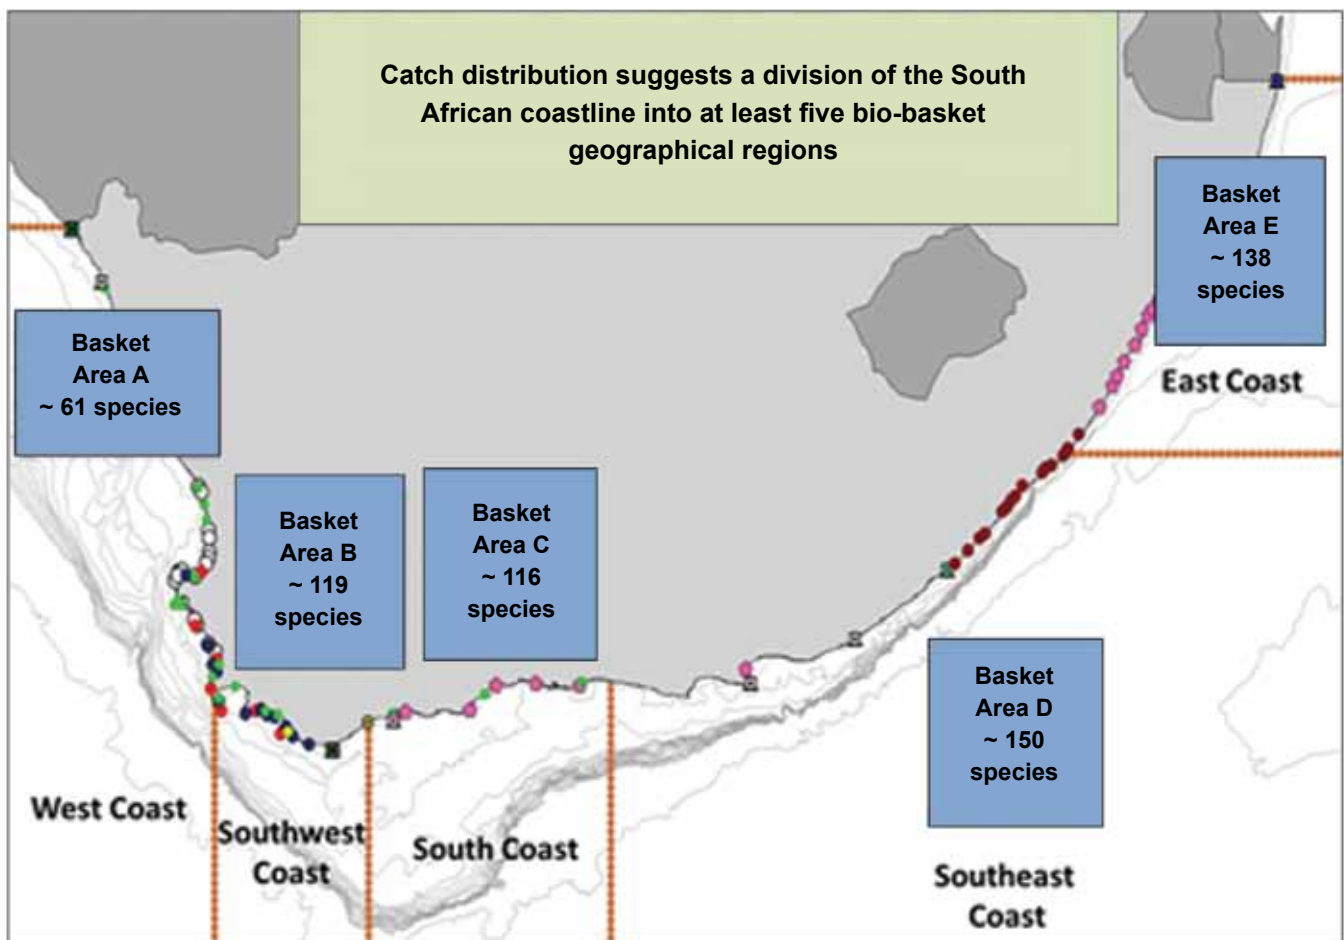 Catch distribution suggests a division of the South
African coastline into at least five bio-basket
geographical regions
Basket
Area E
~ 138
species
East Coast
Basket
Area A
~ 61 species
Basket
Area B
~ 119
species
Basket
Area C
~ 116
species
Basket
Area D
~ 150
species
West Coast
Southwest
Coast
South Coast
Southeast
Coast